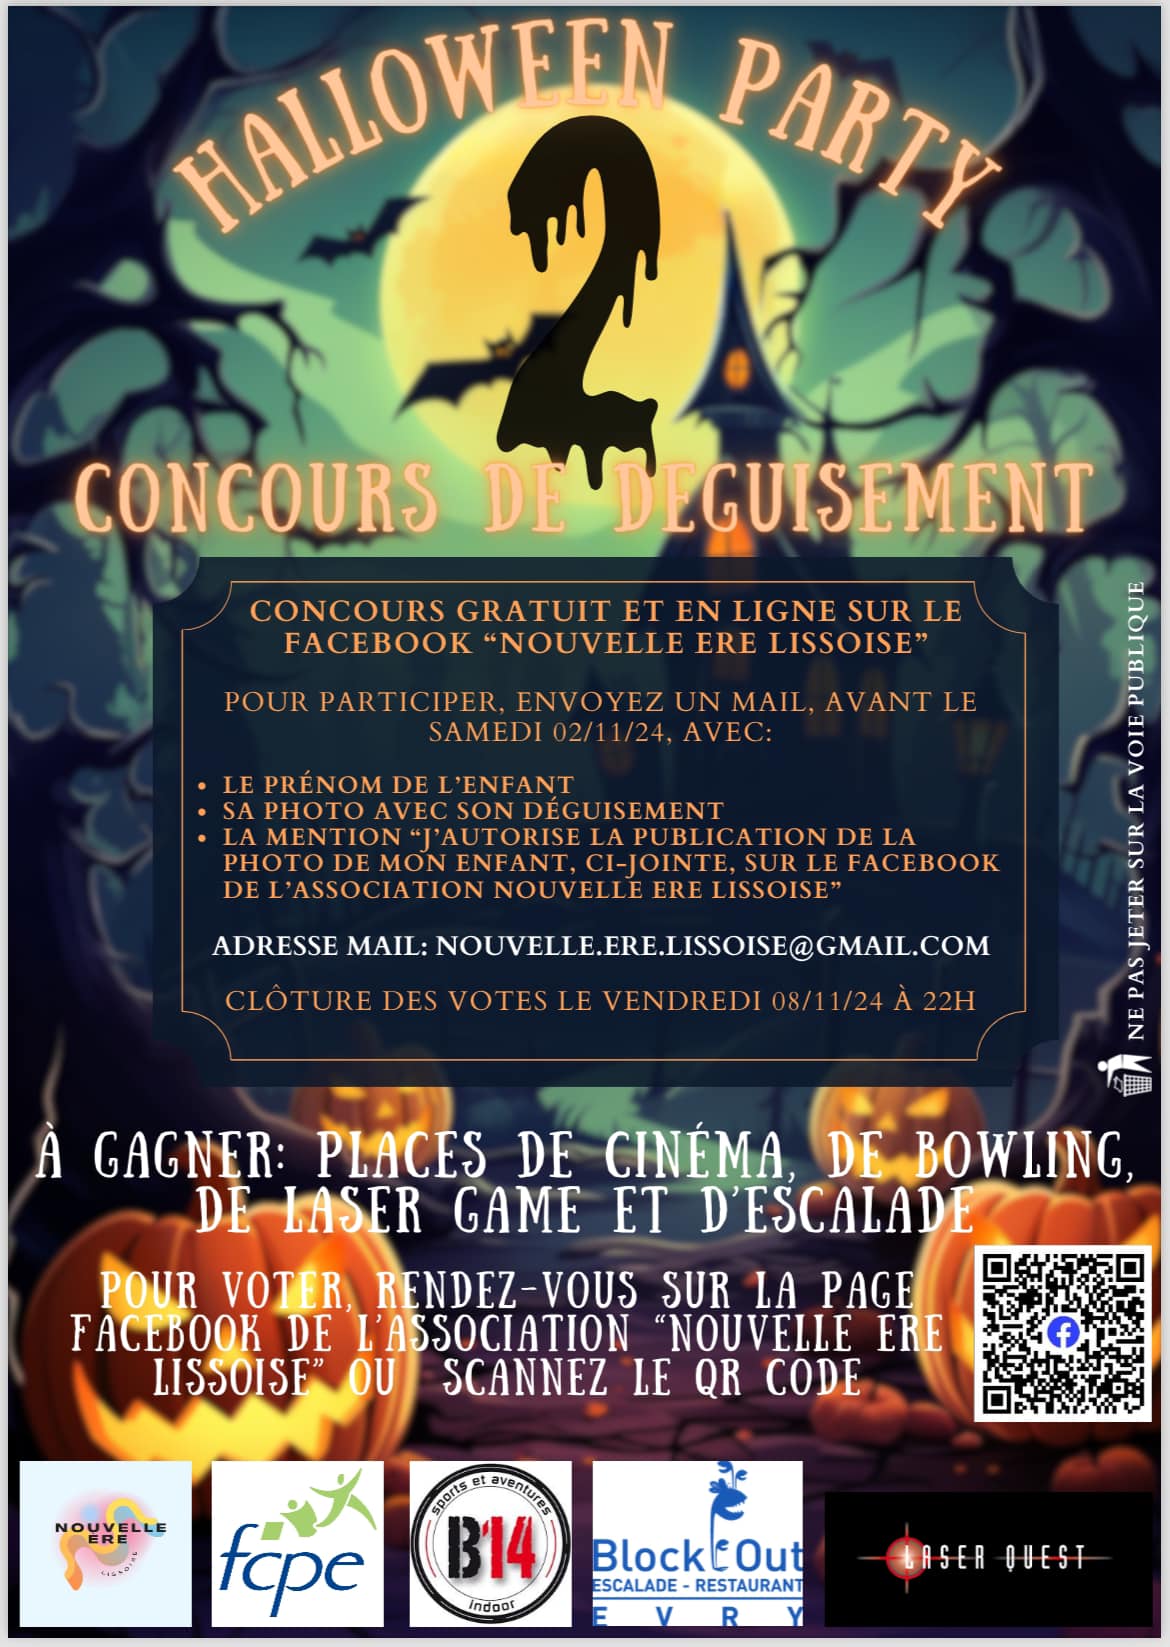 HALLOWEEN PARTY
2
CONCOURS DE DEGUISEMENT
CONCOURS GRATUIT ET EN LIGNE SUR LE
FACEBOOK “NOUVELLE ERE LISSOISE”
POUR PARTICIPER, ENVOYEZ UN MAIL, AVANT LE
SAMEDI 02/11/24, AVEC:
• LE PRÉNOM DE L’ENFANT
• SA PHOTO AVEC SON DÉGUISEMENT
• LA MENTION “J’AUTORISE LA PUBLICATION DE LA
PHOTO DE MON ENFANT, CI-JOINTE, SUR LE FACEBOOK
DE L’ASSOCIATION NOUVELLE ERE LISSOISE”
ADRESSE MAIL: NOUVELLE.ERE.LISSOISE@GMAIL.COM
CLÔTURE DES VOTES LE VENDREDI 08/11/24 À 22H
NE PAS JETER SUR LA VOIE PUBLIQUE
À GAGNER: PLACES DE CINÉMA, DE BOWLING,
DE LASER GAME ET D’ESCALADE
POUR VOTER, RENDEZ-VOUS SUR LA PAGE
FACEBOOK DE L’ASSOCIATION “NOUVELLE ERE
LISSOISE” OU SCANNEZ LE QR CODE
NOUVELLE
ERE
LISSOISE
fcpe
sports et aventures
B14
indoor
Block Out
ESCALADE - RESTAURANT
EVRY
LASER QUEST